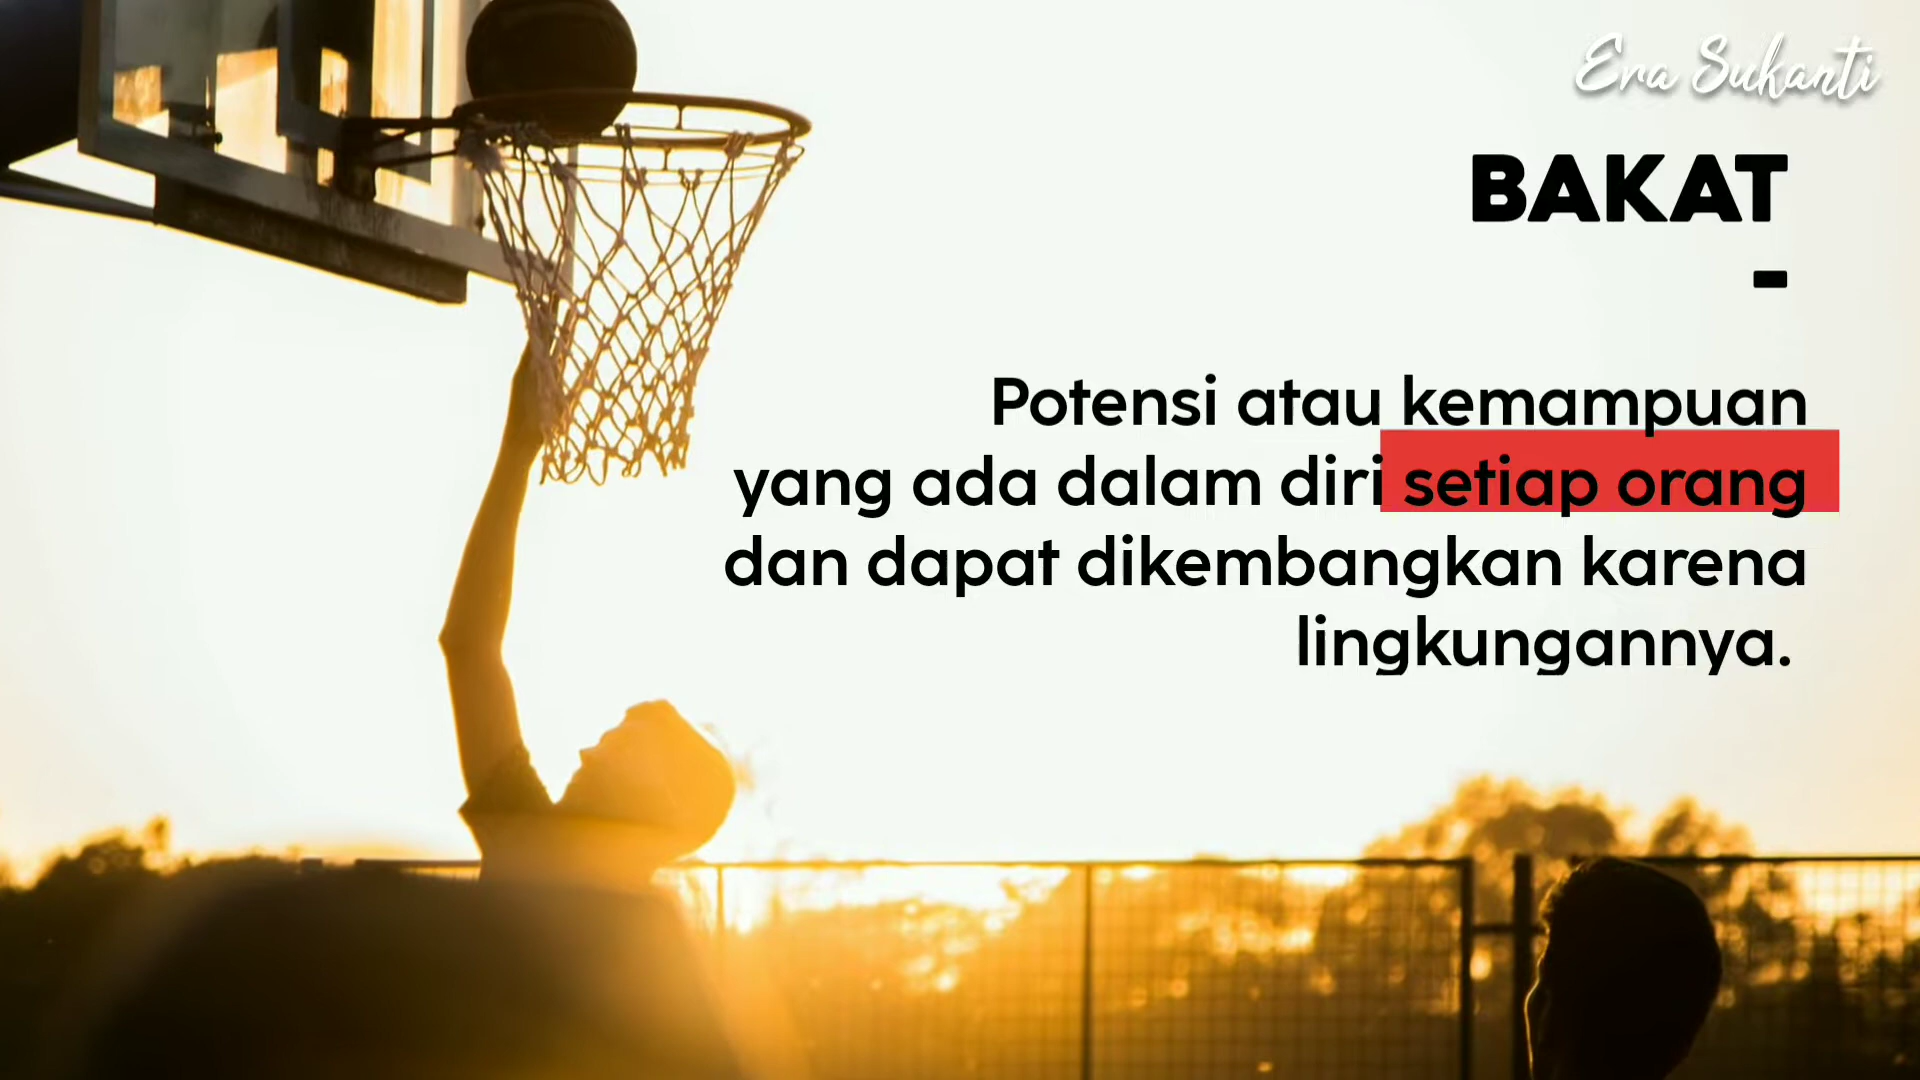 Era Sukanti
BAKAT
-
Potensi atau kemampuan
yang ada dalam diri setiap orang
dan dapat dikembangkan karena
lingkungannya.